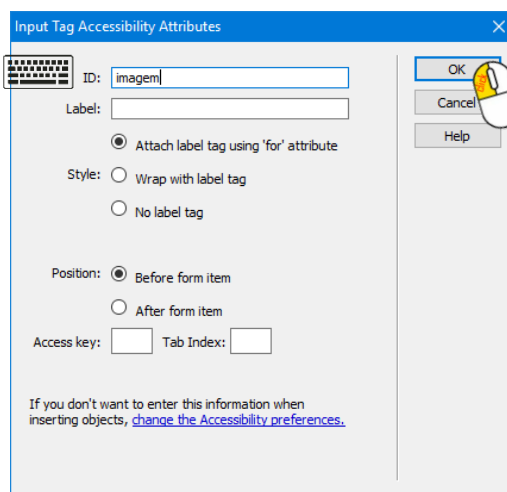 Input Tag Accessibility Attributes
ID: imagem
OK
click
Label:
Cancel
Attach label tag using 'for' attribute
Help
Style: Wrap with label tag
No label tag
Position: Before form item
After form item
Access key: Tab Index:
If you don't want to enter this information when
inserting objects, change the Accessibility preferences.